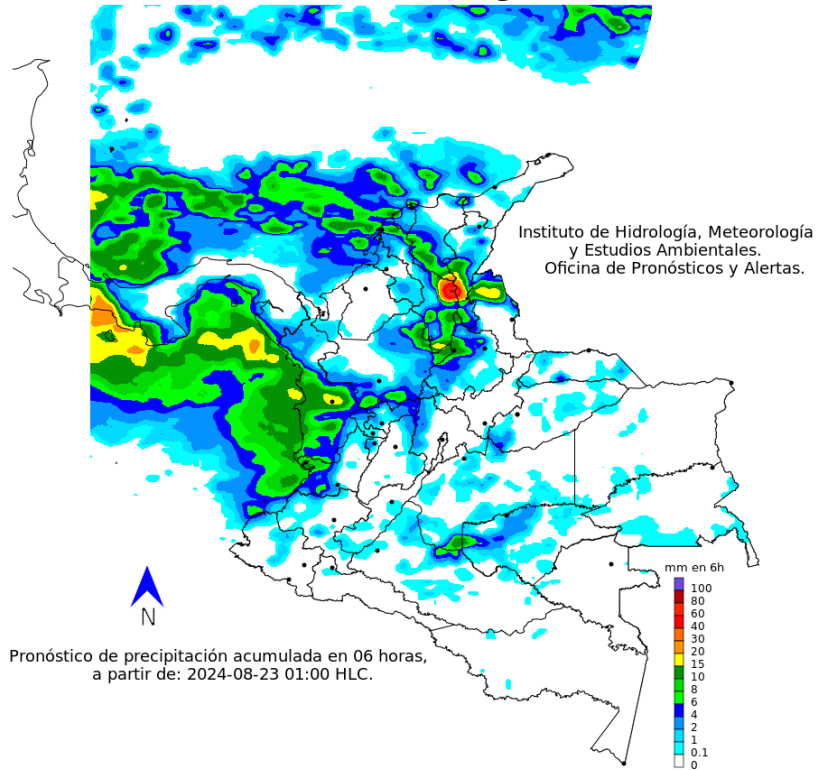 Instituto de Hidrología, Meteorología
y Estudios Ambientales.
Oficina de Pronósticos y Alertas.
N
mm en 6h
100
80
60
40
30
20
15
10
8
6
4
2
1
0.1
0
Pronóstico de precipitación acumulada en 06 horas,
a partir de: 2024-08-23 01:00 HLC.